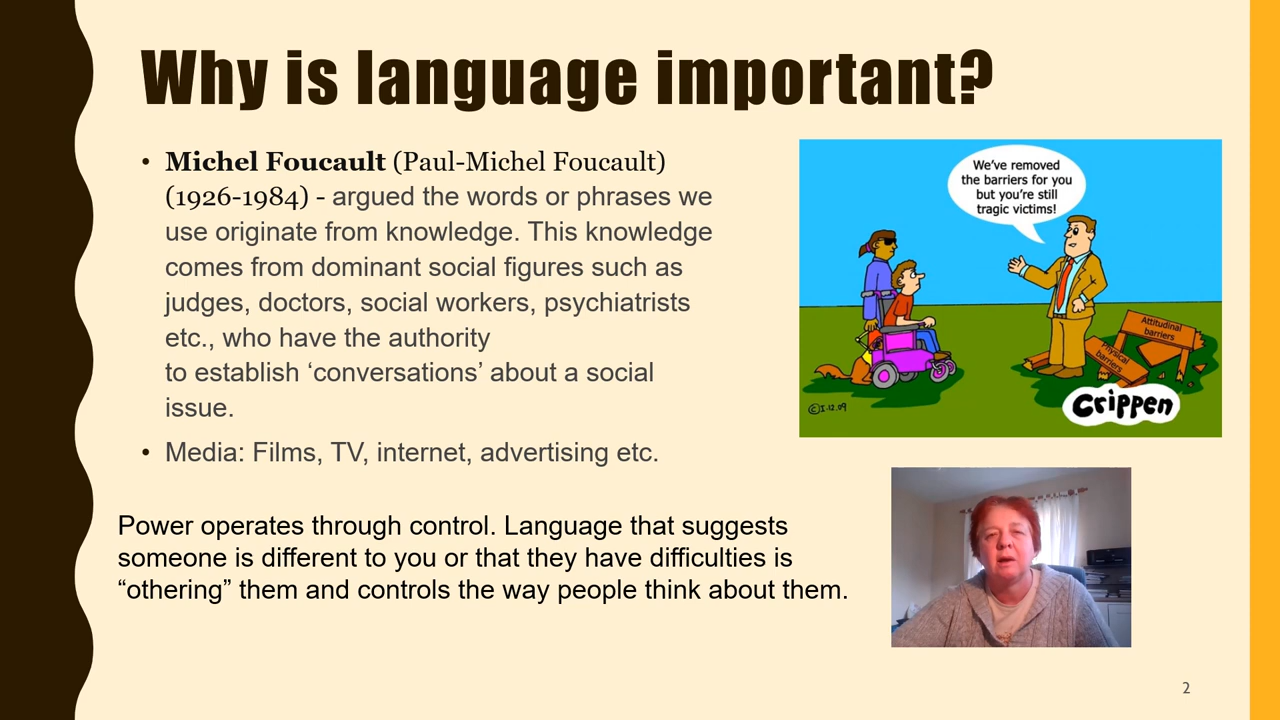 Why is language important?
• Michel Foucault (Paul-Michel Foucault)
(1926-1984) - argued the words or phrases we
use originate from knowledge. This knowledge
comes from dominant social figures such as
judges, doctors, social workers, psychiatrists
etc., who have the authority
to establish ‘conversations’ about a social
issue.
• Media: Films, TV, internet, advertising etc.
Power operates through control. Language that suggests
someone is different to you or that they have difficulties is
“othering” them and controls the way people think about them.
We've removed
the barriers for you
but you're still
tragic victims!
Attitudinal
barriers
Physical
barriers
Crippen
©I-12.09
2